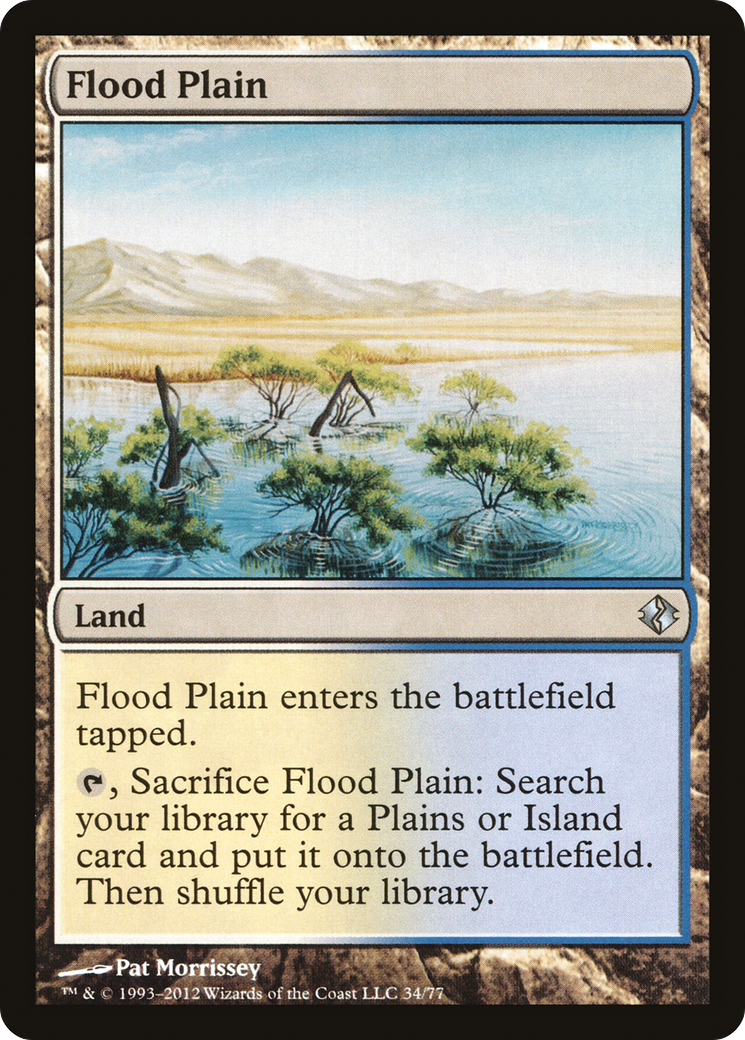 Flood Plain
Land
Flood Plain enters the battlefield
tapped.
, Sacrifice Flood Plain: Search
your library for a Plains or Island
card and put it onto the battlefield.
Then shuffle your library.
Pat Morrissey
™ & © 1993–2012 Wizards of the Coast LLC 34/77